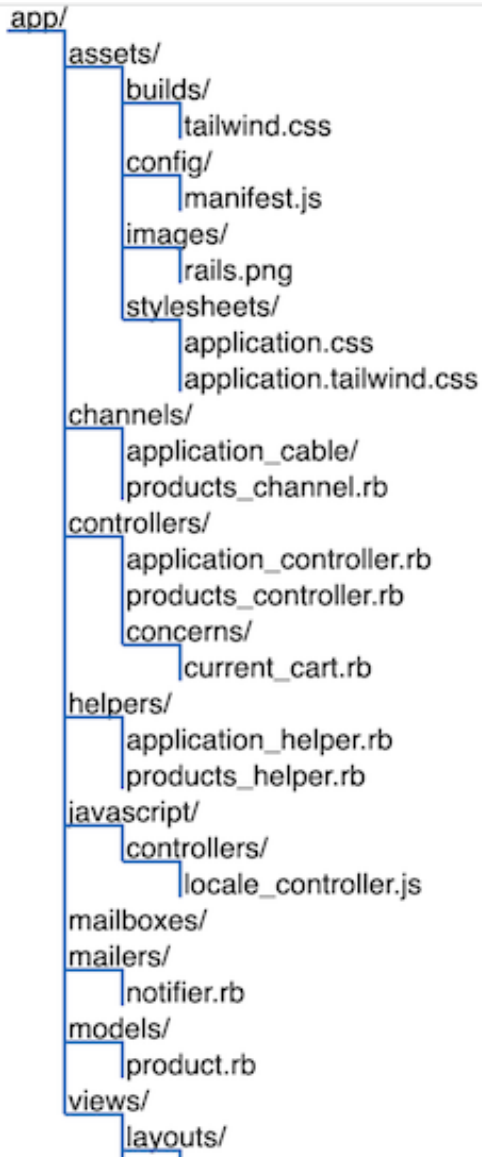 app/
assets/
builds/
tailwind.css
config/
manifest.js
images/
rails.png
stylesheets/
application.css
application.tailwind.css
channels/
application_cable/
products_channel.rb
controllers/
application_controller.rb
products_controller.rb
concerns/
current_cart.rb
helpers/
application_helper.rb
products_helper.rb
javascript/
controllers/
locale_controller.js
mailboxes/
mailers/
notifier.rb
models/
product.rb
views/
layouts/